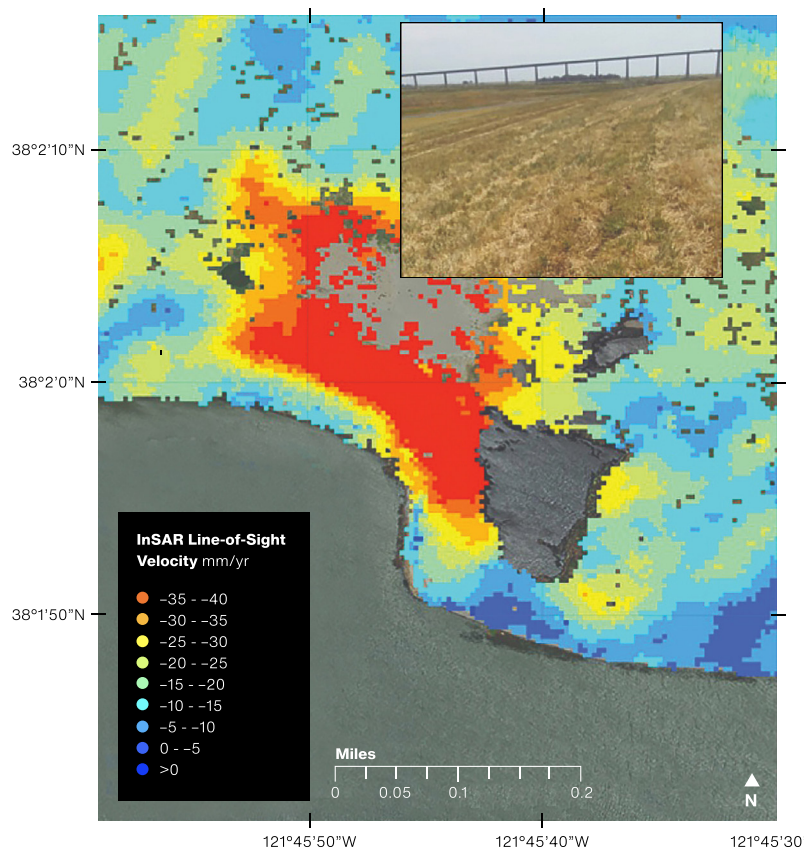 38°2'10"N
38°2'0"N
38°1'50"N
InSAR Line-of-Sight
Velocity mm/yr
–35 - –40
–30 - –35
–25 - –30
–20 - –25
–15 - –20
–10 - –15
–5 - –10
0 - –5
>0
Miles
0 0.05 0.1 0.2
N
121°45'50"W 121°45'40"W 121°45'30